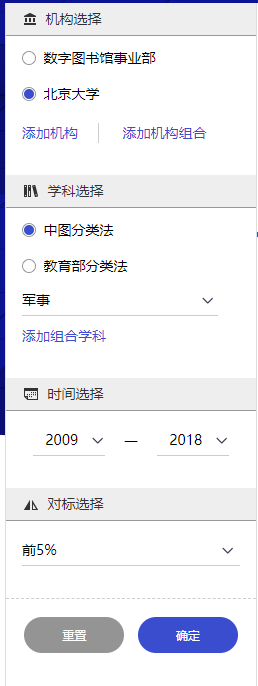 机构选择
数字图书馆事业部
北京大学
添加机构 添加机构组合
学科选择
中图分类法
教育部分类法
军事
添加组合学科
时间选择
2009 — 2018
对标选择
前5%
重置 确定